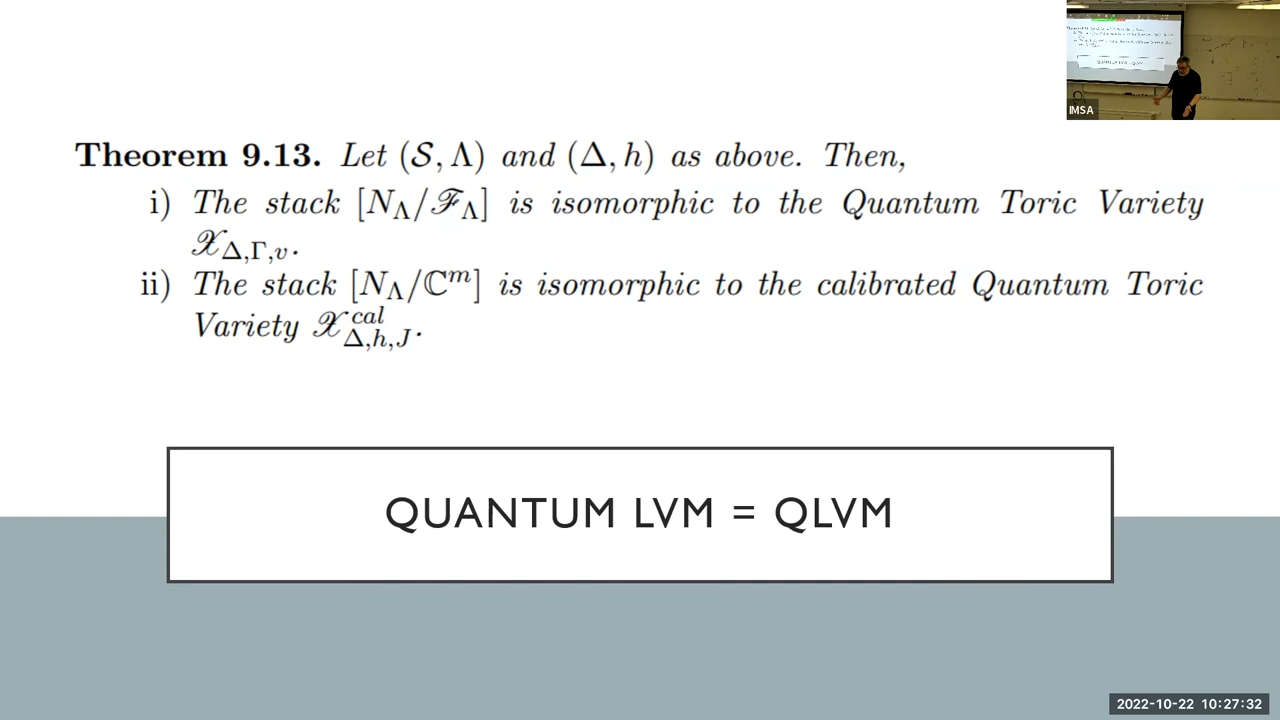 IMSA
Theorem 9.13. Let (𝒮, Λ) and (Δ, h) as above. Then,
i) The stack [N_Λ/ℱ_Λ] is isomorphic to the Quantum Toric Variety
𝒳_{Δ,Γ,v}.
ii) The stack [N_Λ/ℂ^m] is isomorphic to the calibrated Quantum Toric
Variety 𝒳^{cal}_{Δ,h,J}.
QUANTUM LVM = QLVM
2022-10-22 10:27:32